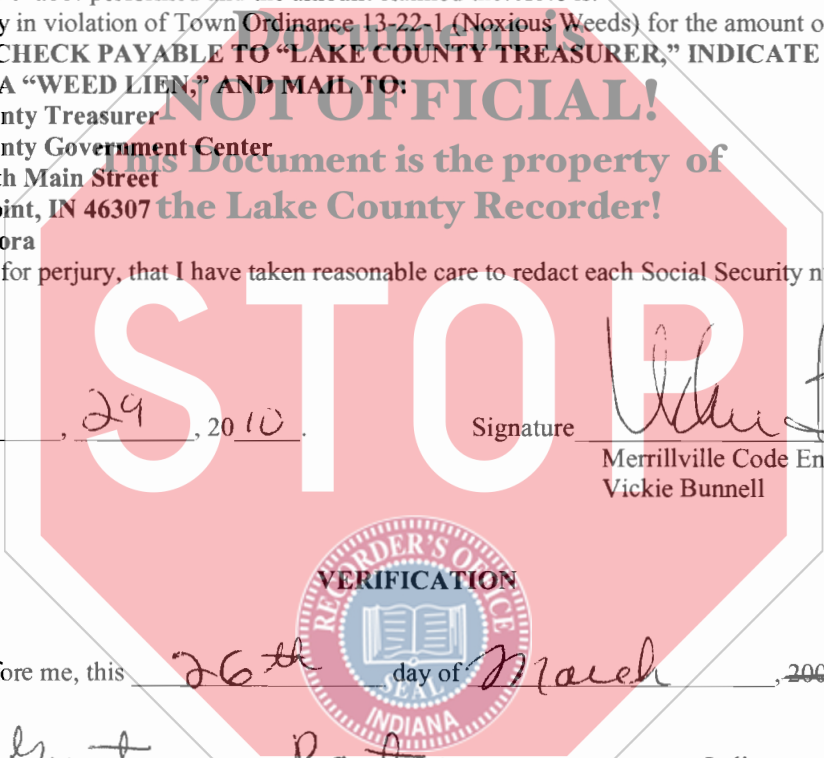 y in violation of Town Ordinance 13-22-1 (Noxious Weeds) for the amount o
Document is
CHECK PAYABLE TO “LAKE COUNTY TREASURER,” INDICATE
A “WEED LIEN,” AND MAIL TO:
NOT OFFICIAL!
nty Treasurer
nty Government Center
This Document is the property of
th Main Street
the Lake County Recorder!
oint, IN 46307
ora
for perjury, that I have taken reasonable care to redact each Social Security n
STOP
, 29, 2010.
Signature
Merrillville Code En
Vickie Bunnell
RECORDER'S OFFICE
VERIFICATION
SEAL
INDIANA
fore me, this 26th day of March, 200